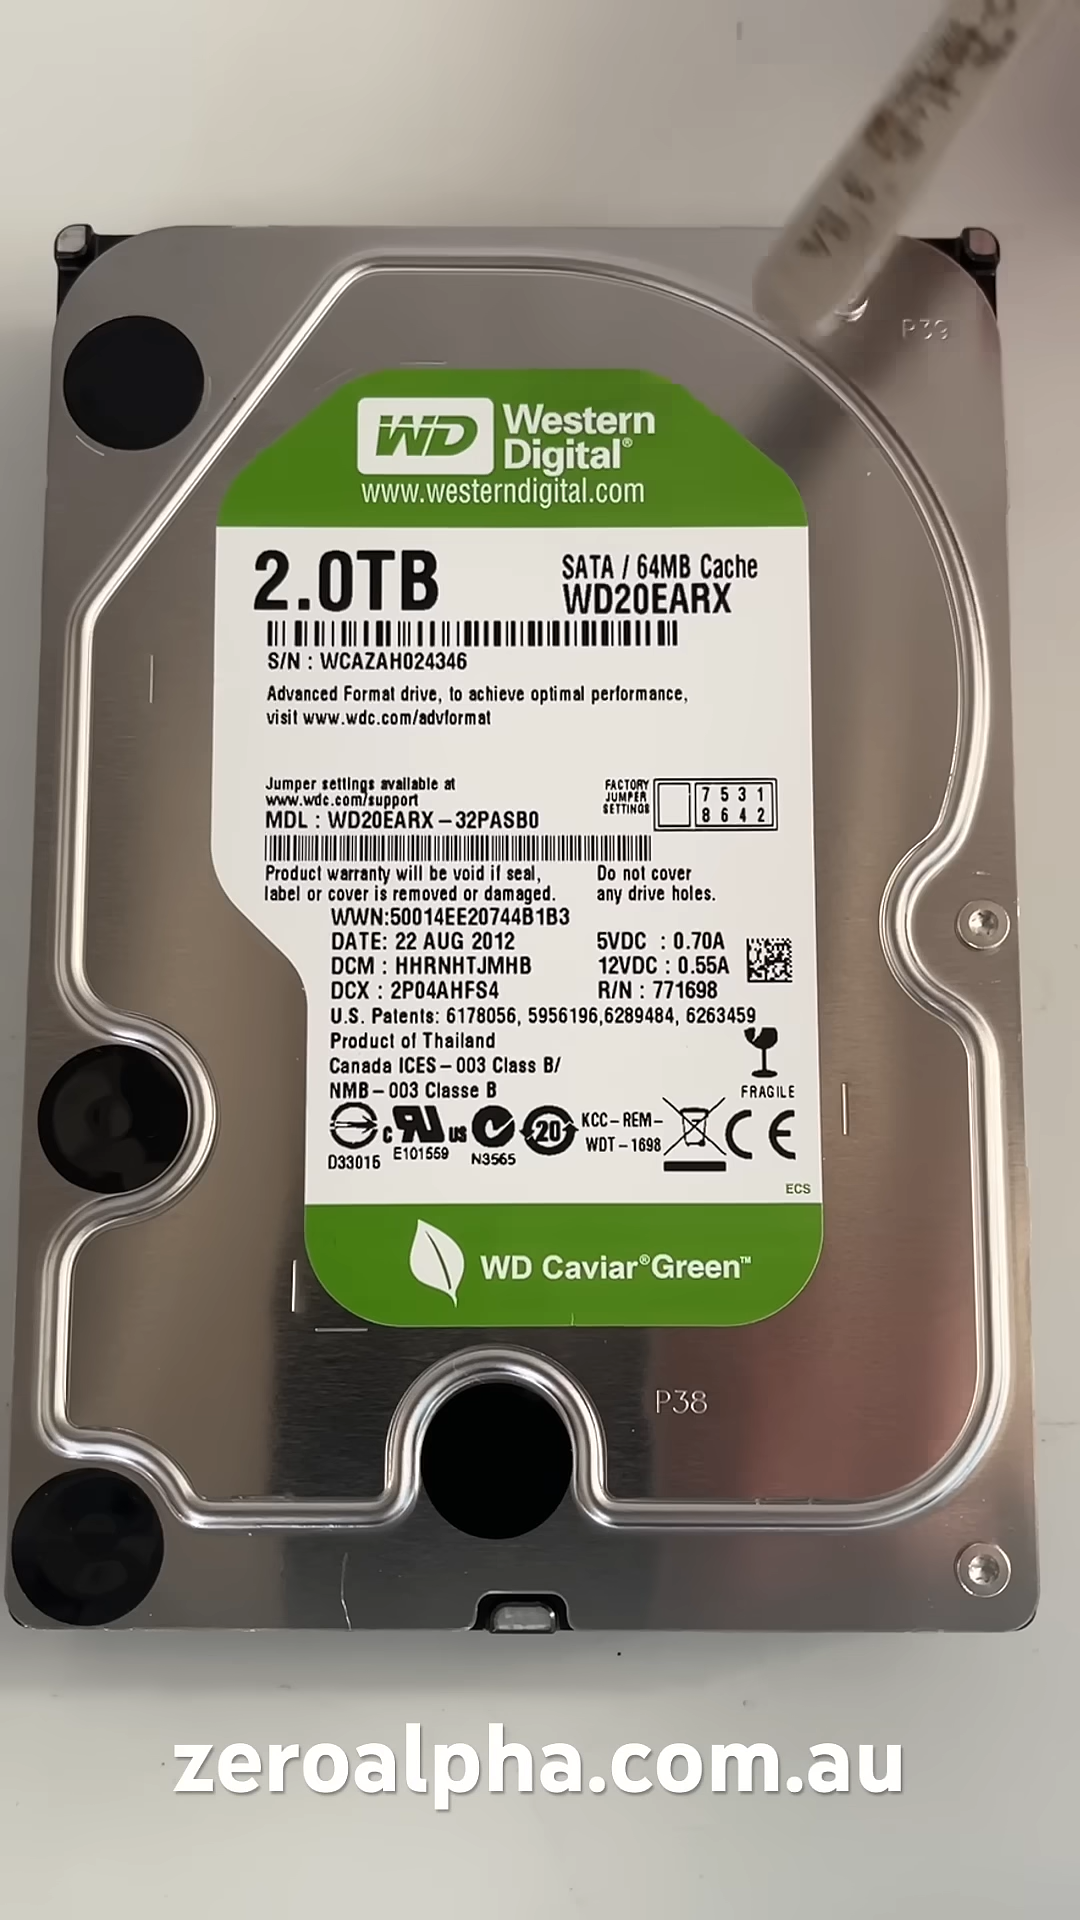 P39
WD Western
Digital®
www.westerndigital.com
2.0TB
SATA / 64MB Cache
WD20EARX
S/N : WCAZAH024346
Advanced Format drive, to achieve optimal performance,
visit www.wdc.com/advformat
Jumper settings available at
www.wdc.com/support
FACTORY
JUMPER
SETTINGS
7 5 3 1
8 6 4 2
MDL : WD20EARX – 32PASB0
Product warranty will be void if seal,
label or cover is removed or damaged.
Do not cover
any drive holes.
WWN:50014EE20744B1B3
DATE: 22 AUG 2012
DCM : HHRNHTJMHB
DCX : 2P04AHFS4
5VDC : 0.70A
12VDC : 0.55A
R/N : 771698
U.S. Patents: 6178056, 5956196,6289484, 6263459
Product of Thailand
Canada ICES – 003 Class B/
NMB – 003 Classe B
FRAGILE
D33015
c UR US
E101559
N3565
20
KCC – REM –
WDT – 1698
CE
ECS
WD Caviar®Green™
P38
zeroalpha.com.au